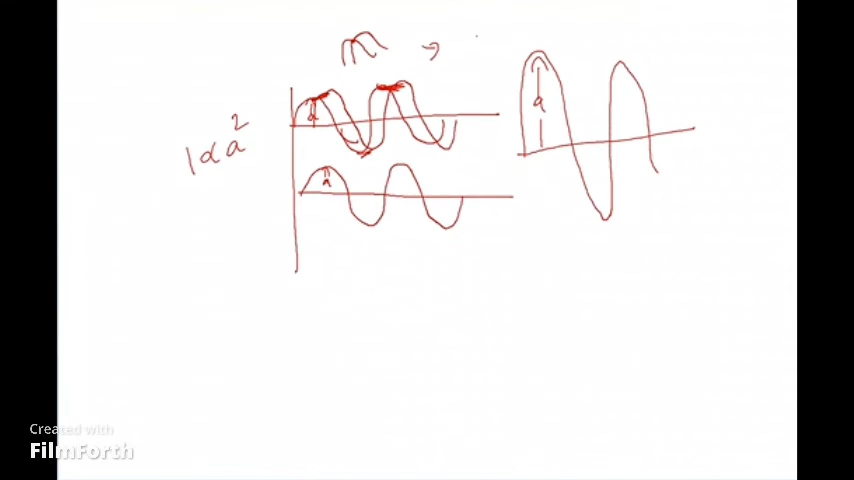 I α a²
a
a
a
Created with
FilmForth